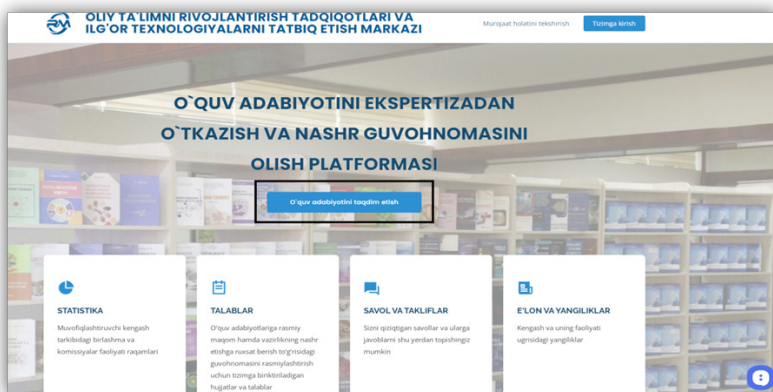 OLIY TA'LIMNI RIVOJLANTIRISH TADQIQOTLARI VA
ILG'OR TEXNOLOGIYALARNI TATBIQ ETISH MARKAZI
Murojaat holatini tekshirish
Tizimga kirish
O`QUV ADABIYOTINI EKSPERTIZADAN
O`TKAZISH VA NASHR GUVOHNOMASINI
OLISH PLATFORMASI
O'quv adabiyotini taqdim etish
STATISTIKA
Muvofiqlashtiruvchi kengash
tarkibidagi birlashma va
komissiyalar faoliyati raqamlari
TALABLAR
O'quv adabiyotlariga rasmiy
maqom hamda vazirlikning nashr
etishga ruxsat berish to'g'risidagi
guvohnomasini rasmiylashtirish
uchun tizimga biriktiriladigan
hujjatlar va talablar
SAVOL VA TAKLIFLAR
Sizni qiziqtigan savollar va ularga
javoblarni shu yerdan topishingiz
mumkin
E'LON VA YANGILIKLAR
Kengash va uning faoliyati
ugrisidagi yangiliklar